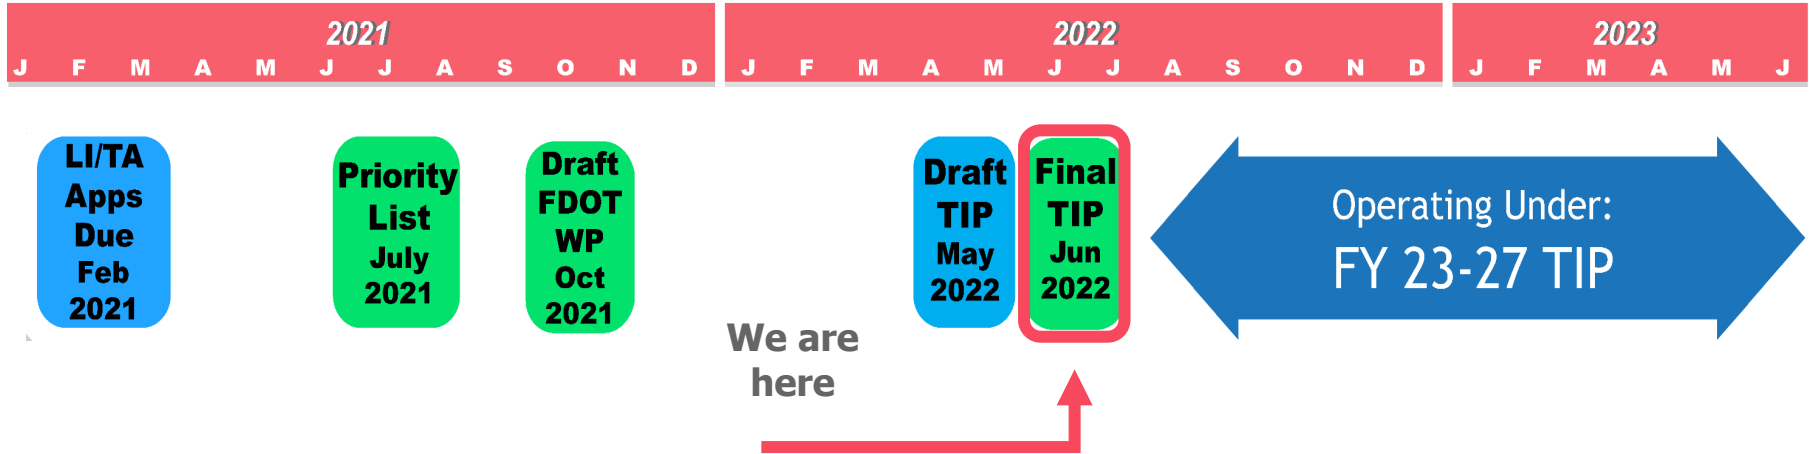 2021 2022 2023
J F M A M J J A S O N D J F M A M J J A S O N D J F M A M J
LI/TA
Apps
Due
Feb
2021
Priority
List
July
2021
Draft
FDOT
WP
Oct
2021
Draft
TIP
May
2022
Final
TIP
Jun
2022
Operating Under:
FY 23-27 TIP
We are
here